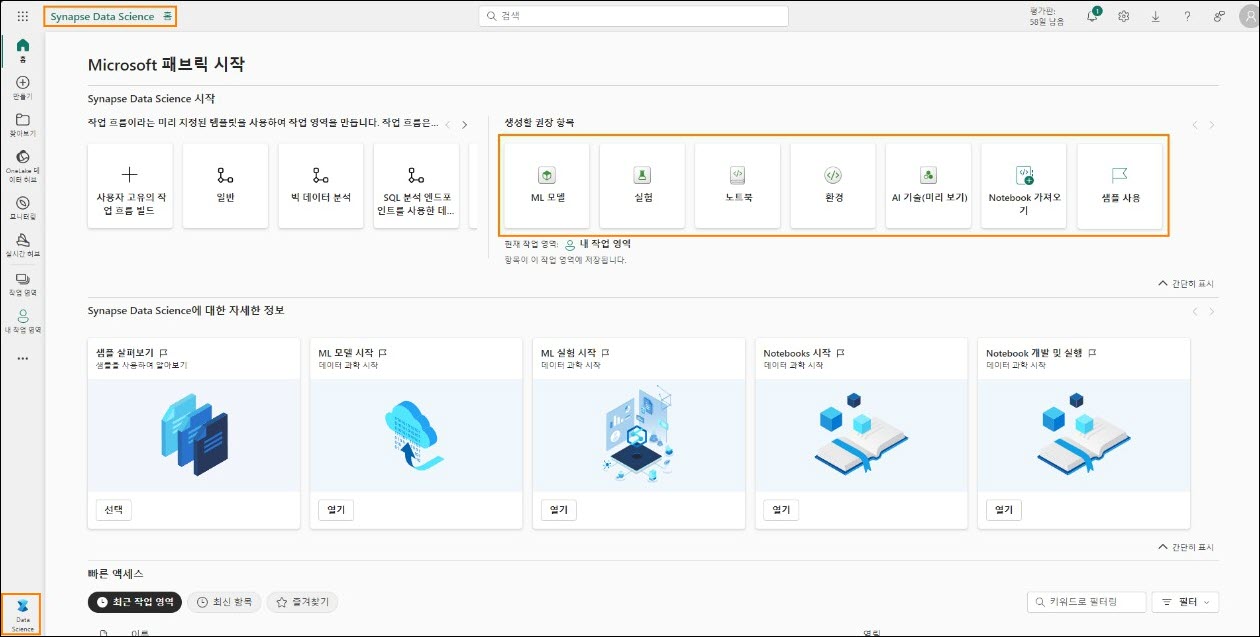 Synapse Data Science 홈
검색
평가판:
58일 남음
1
홈
만들기
찾아보기
OneLake 데
이터 허브
모니터링
실시간 허브
작업 영역
내 작업 영역
Data
Science
Microsoft 패브릭 시작
Synapse Data Science 시작
작업 흐름이라는 미리 지정된 템플릿을 사용하여 작업 영역을 만듭니다. 작업 흐름은...
사용자 고유의 작
업 흐름 빌드
일반
빅 데이터 분석
SQL 분석 엔드포
인트를 사용한 데...
생성할 권장 항목
ML 모델
실험
노트북
환경
AI 기술(미리 보기)
Notebook 가져오
기
샘플 사용
현재 작업 영역: 내 작업 영역
항목이 이 작업 영역에 저장됩니다.
간단히 표시
Synapse Data Science에 대한 자세한 정보
샘플 살펴보기
샘플을 사용하여 알아보기
선택
ML 모델 시작
데이터 과학 시작
열기
ML 실험 시작
데이터 과학 시작
열기
Notebooks 시작
데이터 과학 시작
열기
Notebook 개발 및 실행
데이터 과학 시작
열기
간단히 표시
빠른 액세스
최근 작업 영역
최신 항목
즐겨찾기
키워드로 필터링
필터
이름
열림